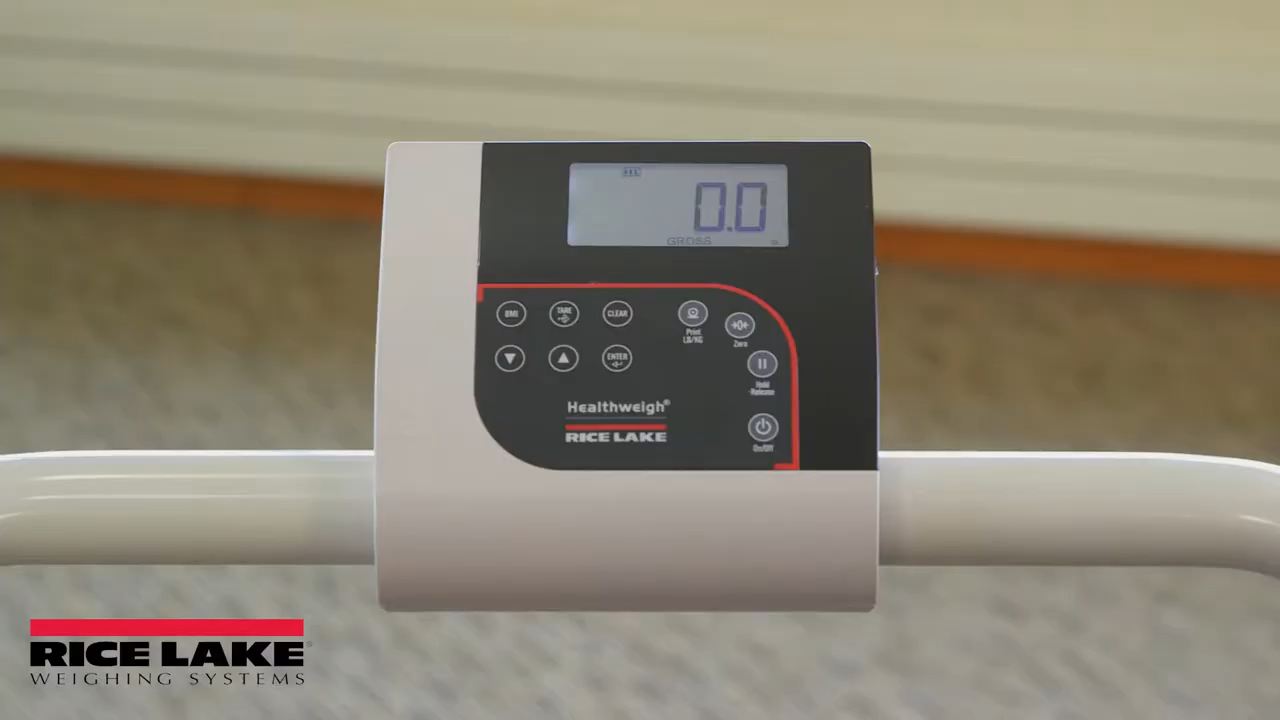 0.0
GROSS
BMI
TARE
CLEAR
Print
LB/KG
Zero
ENTER
Hold
Release
Healthweigh®
RICE LAKE
On/Off
RICE LAKE®
WEIGHING SYSTEMS